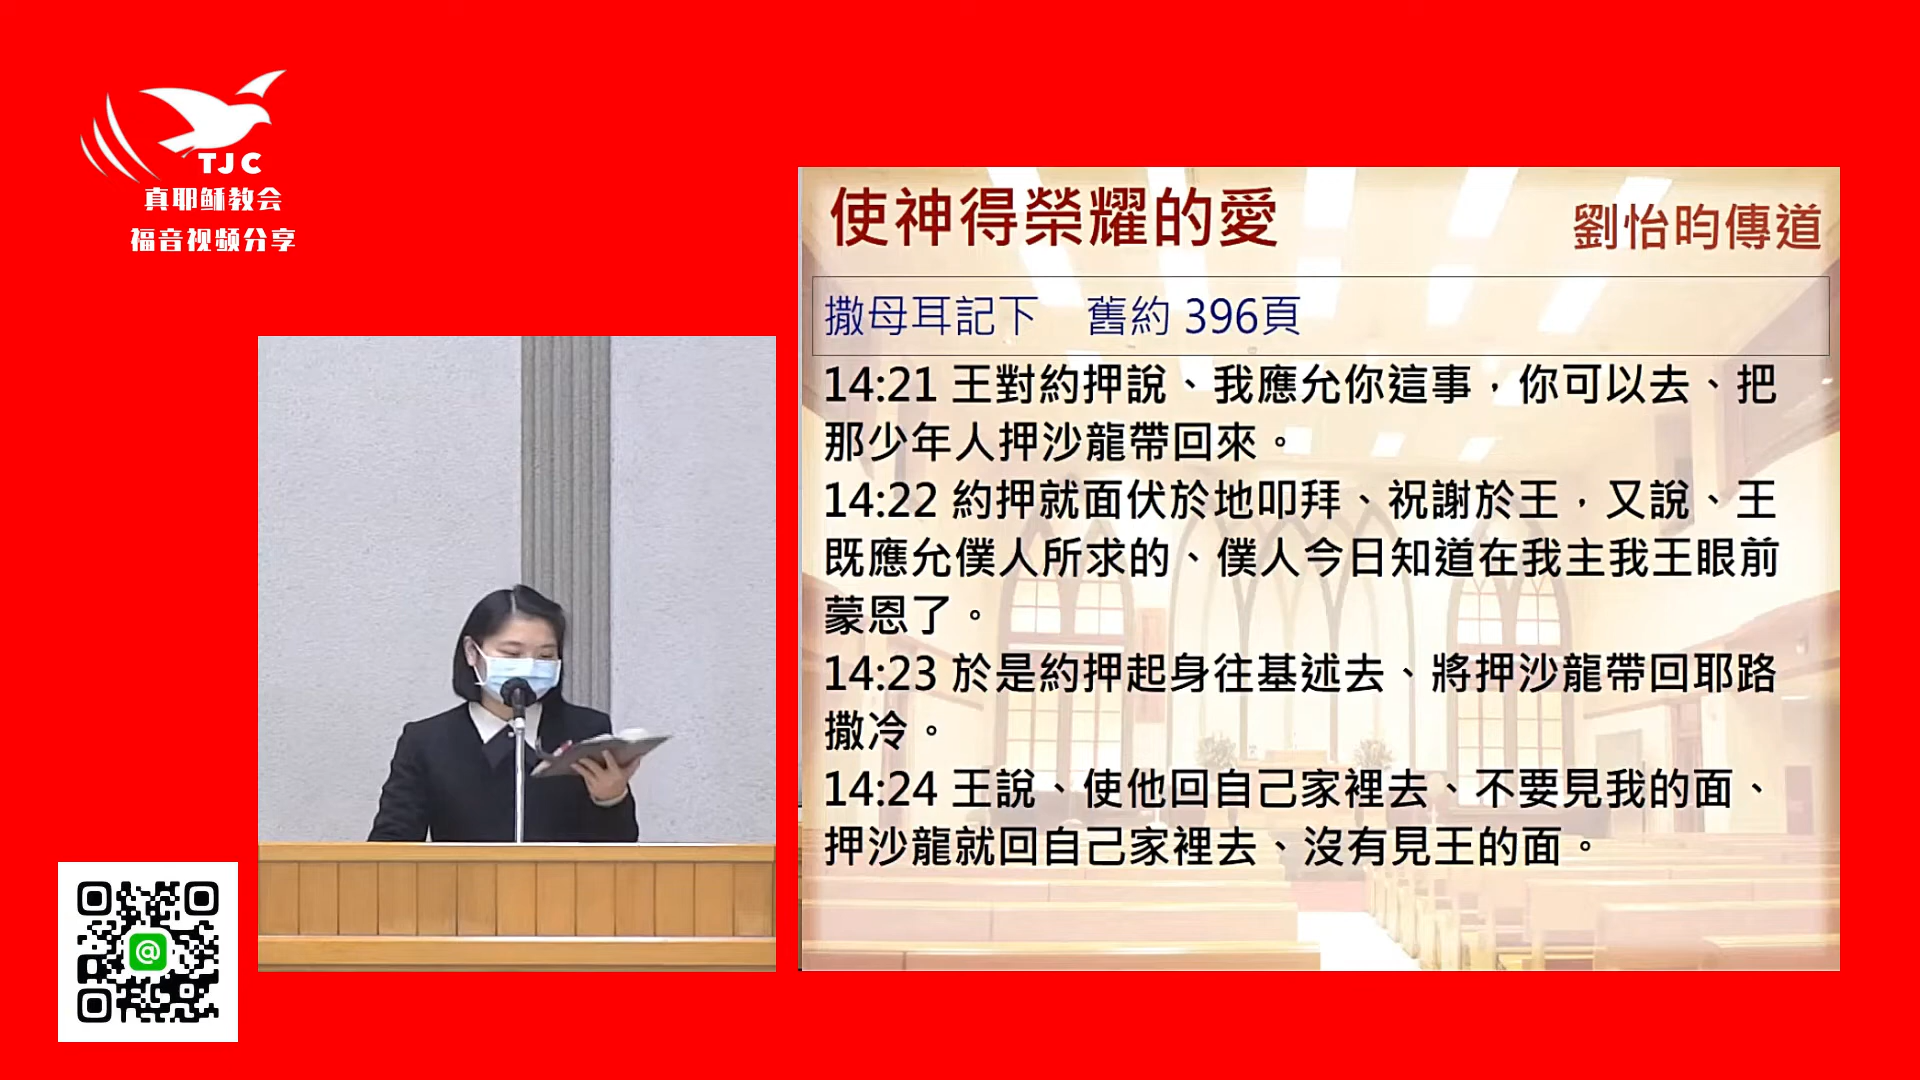 TJC
真耶稣教会
福音视频分享
使神得榮耀的愛
劉怡昀傳道
撒母耳記下 舊約 396頁
14:21 王對約押說、我應允你這事，你可以去、把
那少年人押沙龍帶回來。
14:22 約押就面伏於地叩拜、祝謝於王，又說、王
既應允僕人所求的、僕人今日知道在我主我王眼前
蒙恩了。
14:23 於是約押起身往基述去、將押沙龍帶回耶路
撒冷。
14:24 王說、使他回自己家裡去、不要見我的面、
押沙龍就回自己家裡去、沒有見王的面。
@